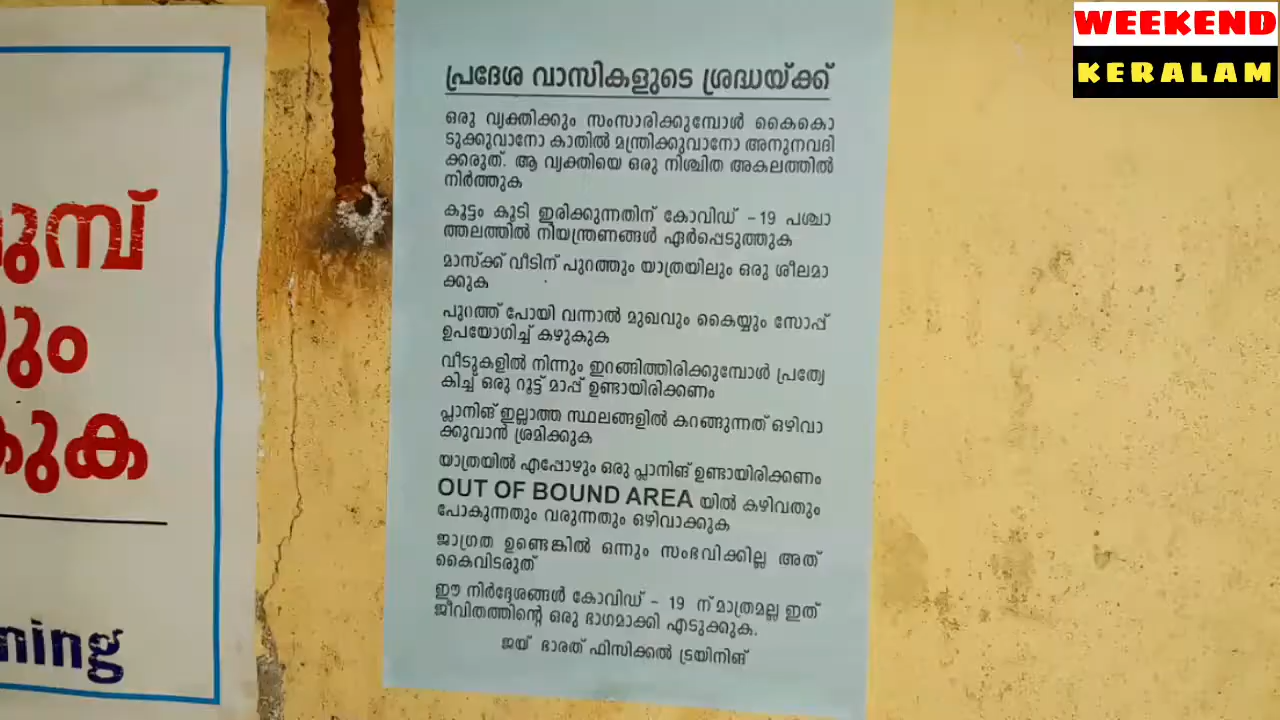 WEEKEND
KERALAM
പ്രദേശ വാസികളുടെ ശ്രദ്ധയ്ക്ക്
ഒരു വ്യക്തിക്കും സംസാരിക്കുമ്പോൾ കൈകൊ
ടുക്കുവാനോ കാതിൽ മന്ത്രിക്കുവാനോ അനുനവദി
ക്കരുത്. ആ വ്യക്തിയെ ഒരു നിശ്ചിത അകലത്തിൽ
നിർത്തുക
കൂട്ടം കൂടി ഇരിക്കുന്നതിന് കോവിഡ് -19 പശ്ചാ
ത്തലത്തിൽ നിയന്ത്രണങ്ങൾ ഏർപ്പെടുത്തുക
മാസ്ക്ക് വീടിന് പുറത്തും യാത്രയിലും ഒരു ശീലമാ
ക്കുക
പുറത്ത് പോയി വന്നാൽ മുഖവും കൈയ്യും സോപ്പ്
ഉപയോഗിച്ച് കഴുകുക
വീടുകളിൽ നിന്നും ഇറങ്ങിത്തിരിക്കുമ്പോൾ പ്രത്യേ
കിച്ച് ഒരു റൂട്ട് മാപ്പ് ഉണ്ടായിരിക്കണം
പ്ലാനിങ് ഇല്ലാത്ത സ്ഥലങ്ങളിൽ കറങ്ങുന്നത് ഒഴിവാ
ക്കുവാൻ ശ്രമിക്കുക
യാത്രയിൽ എപ്പോഴും ഒരു പ്ലാനിങ് ഉണ്ടായിരിക്കണം
OUT OF BOUND AREA യിൽ കഴിവതും
പോകുന്നതും വരുന്നതും ഒഴിവാക്കുക
ജാഗ്രത ഉണ്ടെങ്കിൽ ഒന്നും സംഭവിക്കില്ല അത്
കൈവിടരുത്
ഈ നിർദ്ദേശങ്ങൾ കോവിഡ് - 19 ന് മാത്രമല്ല ഇത്
ജീവിതത്തിന്റെ ഒരു ഭാഗമാക്കി എടുക്കുക.
ജയ് ഭാരത് ഫിസിക്കൽ ട്രയിനിങ്